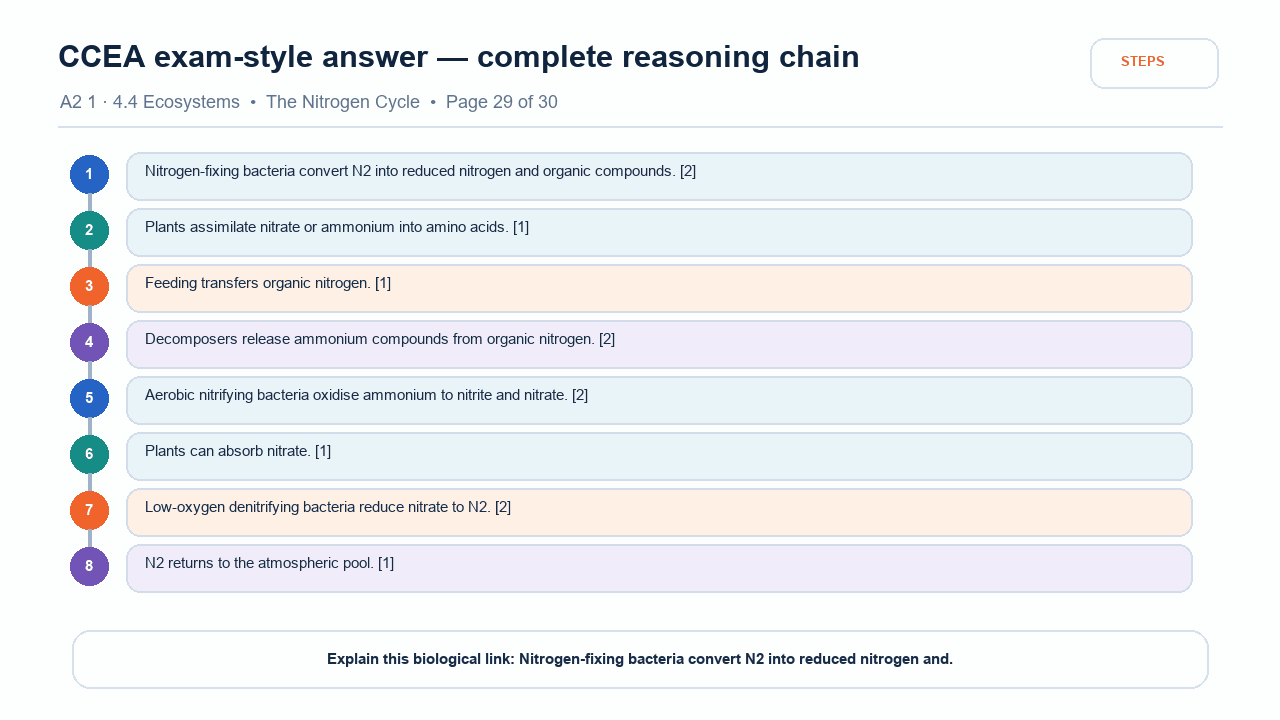 CCEA exam-style answer — complete reasoning chain
STEPS
A2 1 · 4.4 Ecosystems • The Nitrogen Cycle • Page 29 of 30
1 Nitrogen-fixing bacteria convert N2 into reduced nitrogen and organic compounds. [2]
2 Plants assimilate nitrate or ammonium into amino acids. [1]
3 Feeding transfers organic nitrogen. [1]
4 Decomposers release ammonium compounds from organic nitrogen. [2]
5 Aerobic nitrifying bacteria oxidise ammonium to nitrite and nitrate. [2]
6 Plants can absorb nitrate. [1]
7 Low-oxygen denitrifying bacteria reduce nitrate to N2. [2]
8 N2 returns to the atmospheric pool. [1]
Explain this biological link: Nitrogen-fixing bacteria convert N2 into reduced nitrogen and.